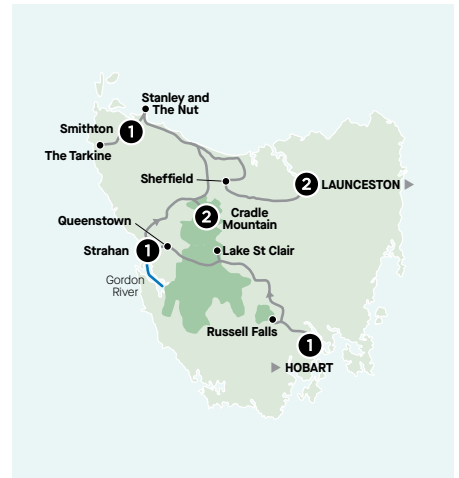 Stanley and
The Nut
Smithton
1
The Tarkine
Sheffield
2
LAUNCESTON
Queenstown
2
Cradle
Mountain
Strahan
1
Lake St Clair
Gordon
River
Russell Falls
1
HOBART